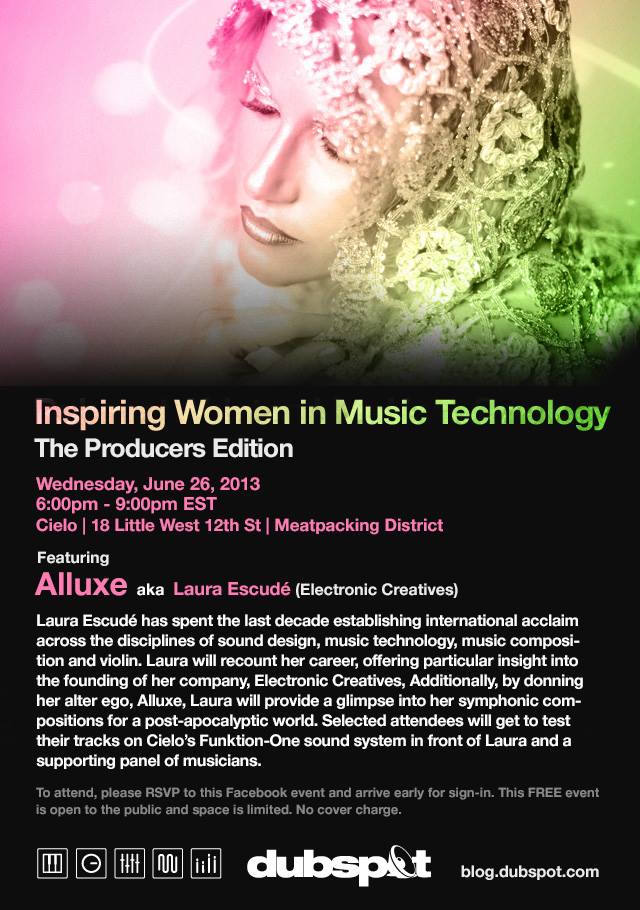 Inspiring Women in Music Technology
The Producers Edition
Wednesday, June 26, 2013
6:00pm - 9:00pm EST
Cielo | 18 Little West 12th St | Meatpacking District
Featuring
Alluxe aka Laura Escudé (Electronic Creatives)
Laura Escudé has spent the last decade establishing international acclaim
across the disciplines of sound design, music technology, music composi-
tion and violin. Laura will recount her career, offering particular insight into
the founding of her company, Electronic Creatives, Additionally, by donning
her alter ego, Alluxe, Laura will provide a glimpse into her symphonic com-
positions for a post-apocalyptic world. Selected attendees will get to test
their tracks on Cielo's Funktion-One sound system in front of Laura and a
supporting panel of musicians.
To attend, please RSVP to this Facebook event and arrive early for sign-in. This FREE event
is open to the public and space is limited. No cover charge.
dubspot blog.dubspot.com